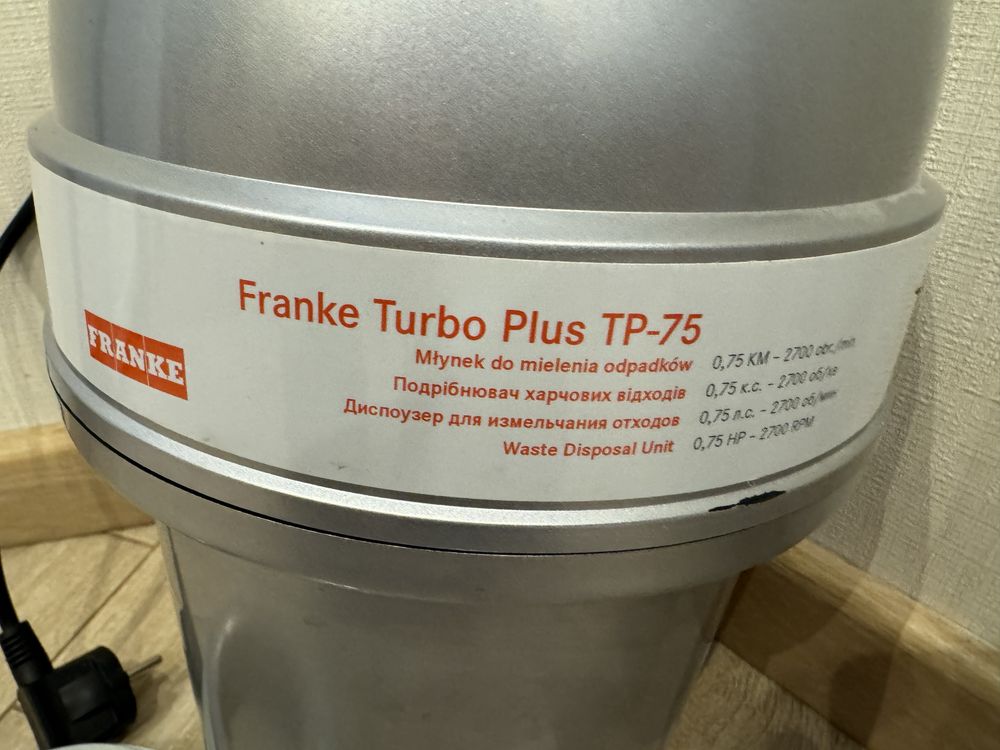 Franke Turbo Plus TP-75
FRANKE
Młynek do mielenia odpadków 0,75 KM – 2700 obr./min
Подрібнювач харчових відходів 0,75 к.с. – 2700 об/хв
Диспоузер для измельчания отходов 0,75 л.с. – 2700 об/мин
Waste Disposal Unit 0,75 HP – 2700 RPM